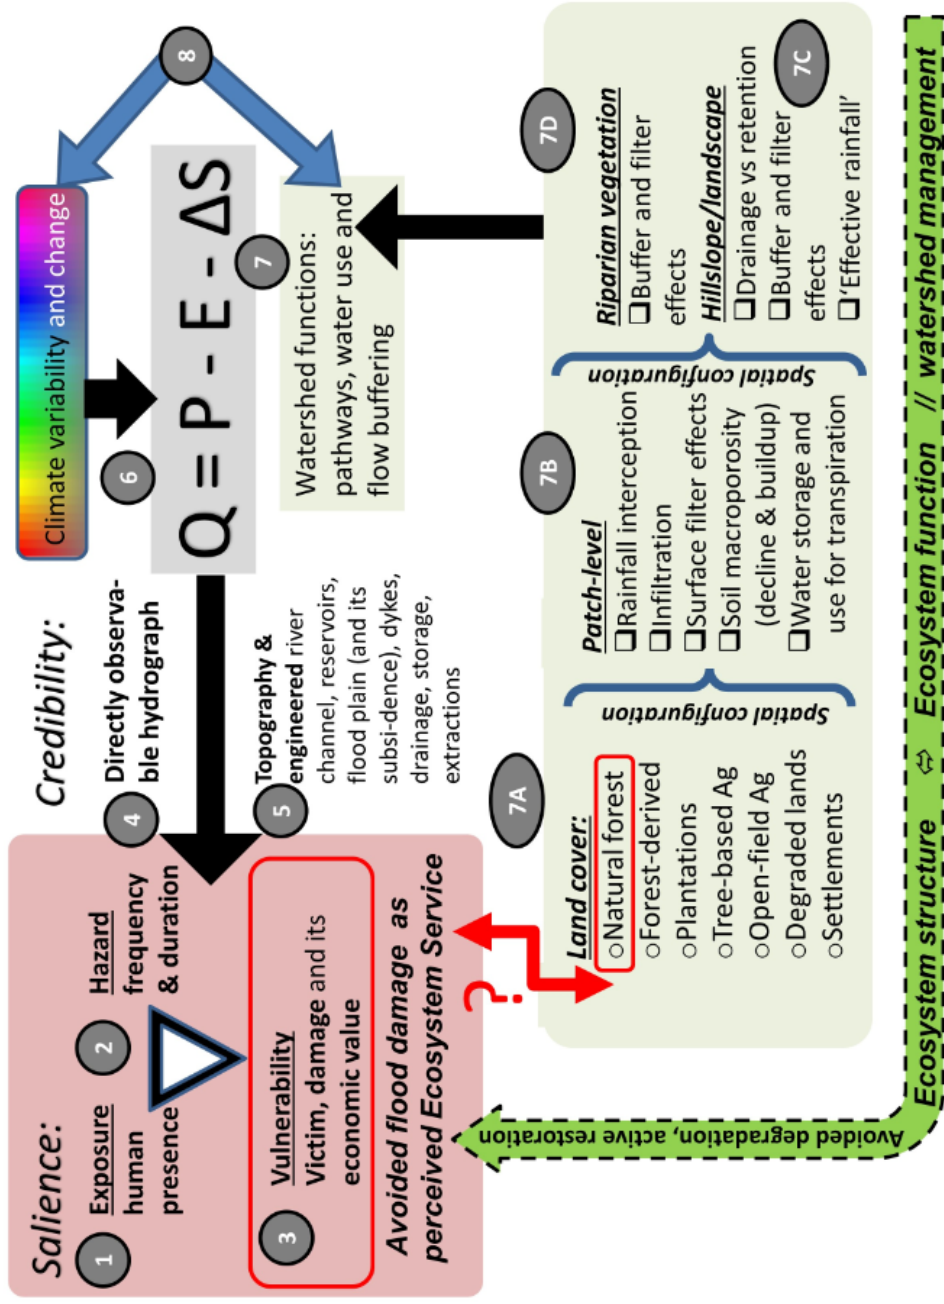 Salience:
1
Exposure
human
presence
2
Hazard
frequency
& duration
3
Vulnerability
Victim, damage and its
economic value
Avoided flood damage as
perceived Ecosystem Service
Credibility:
4
Directly observa-
ble hydrograph
5
Topography &
engineered river
channel, reservoirs,
flood plain (and its
subsi-dence), dykes,
drainage, storage,
extractions
Climate variability and change
6
Q = P - E - ΔS
7
Watershed functions:
pathways, water use and
flow buffering
8
?
7A
Land cover:
○Natural forest
○Forest-derived
○Plantations
○Tree-based Ag
○Open-field Ag
○Degraded lands
○Settlements
Spatial configuration
7B
Patch-level
❑Rainfall interception
❑Infiltration
❑Surface filter effects
❑Soil macroporosity
(decline & buildup)
❑Water storage and
use for transpiration
Spatial configuration
7D
Riparian vegetation
❑Buffer and filter
effects
Hillslope/landscape
❑Drainage vs retention
❑Buffer and filter
effects
❑'Effective rainfall'
7C
Avoided degradation, active restoration
Ecosystem structure ⇔ Ecosystem function // watershed management